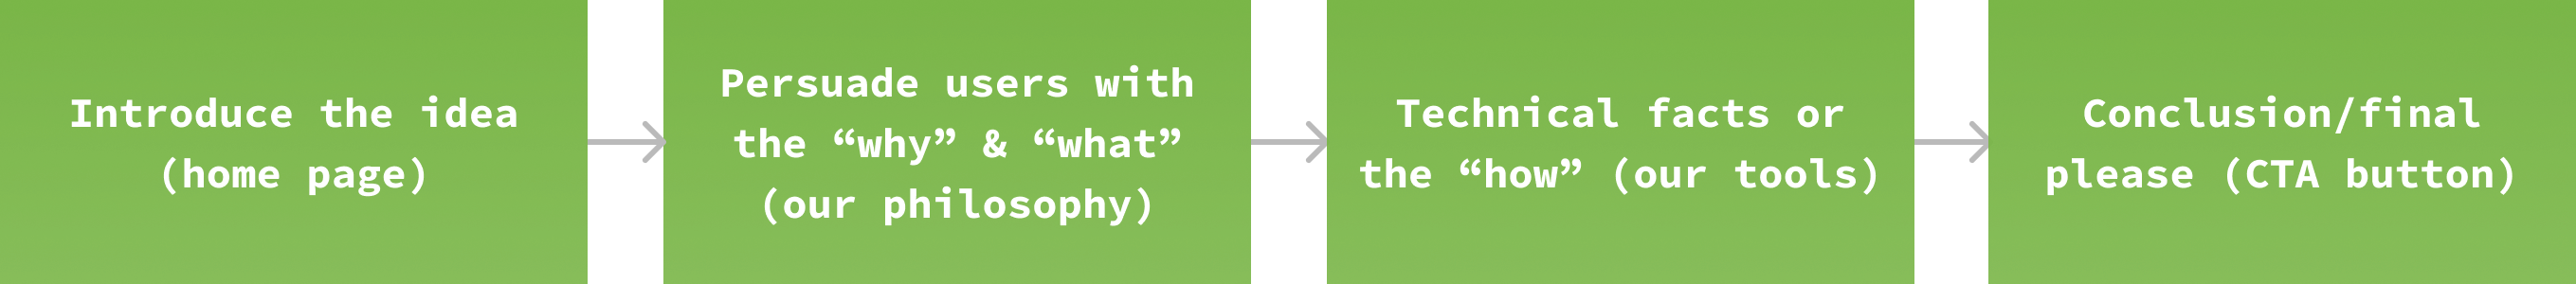 Introduce the idea
(home page)
Persuade users with
the “why” & “what”
(our philosophy)
Technical facts or
the “how” (our tools)
Conclusion/final
please (CTA button)